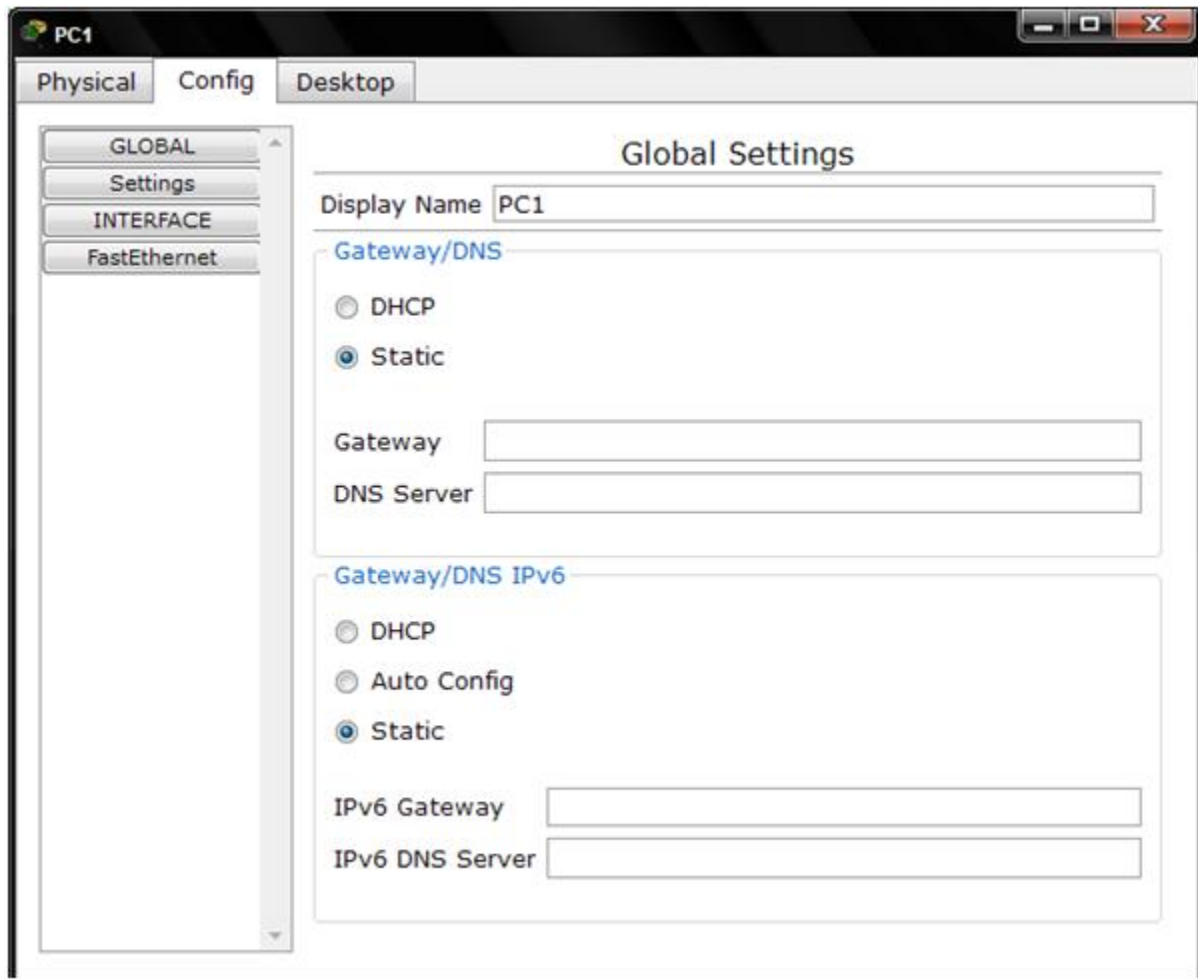 PC1
Physical Config Desktop
GLOBAL
Settings
INTERFACE
FastEthernet
Global Settings
Display Name PC1
Gateway/DNS
DHCP
Static
Gateway
DNS Server
Gateway/DNS IPv6
DHCP
Auto Config
Static
IPv6 Gateway
IPv6 DNS Server